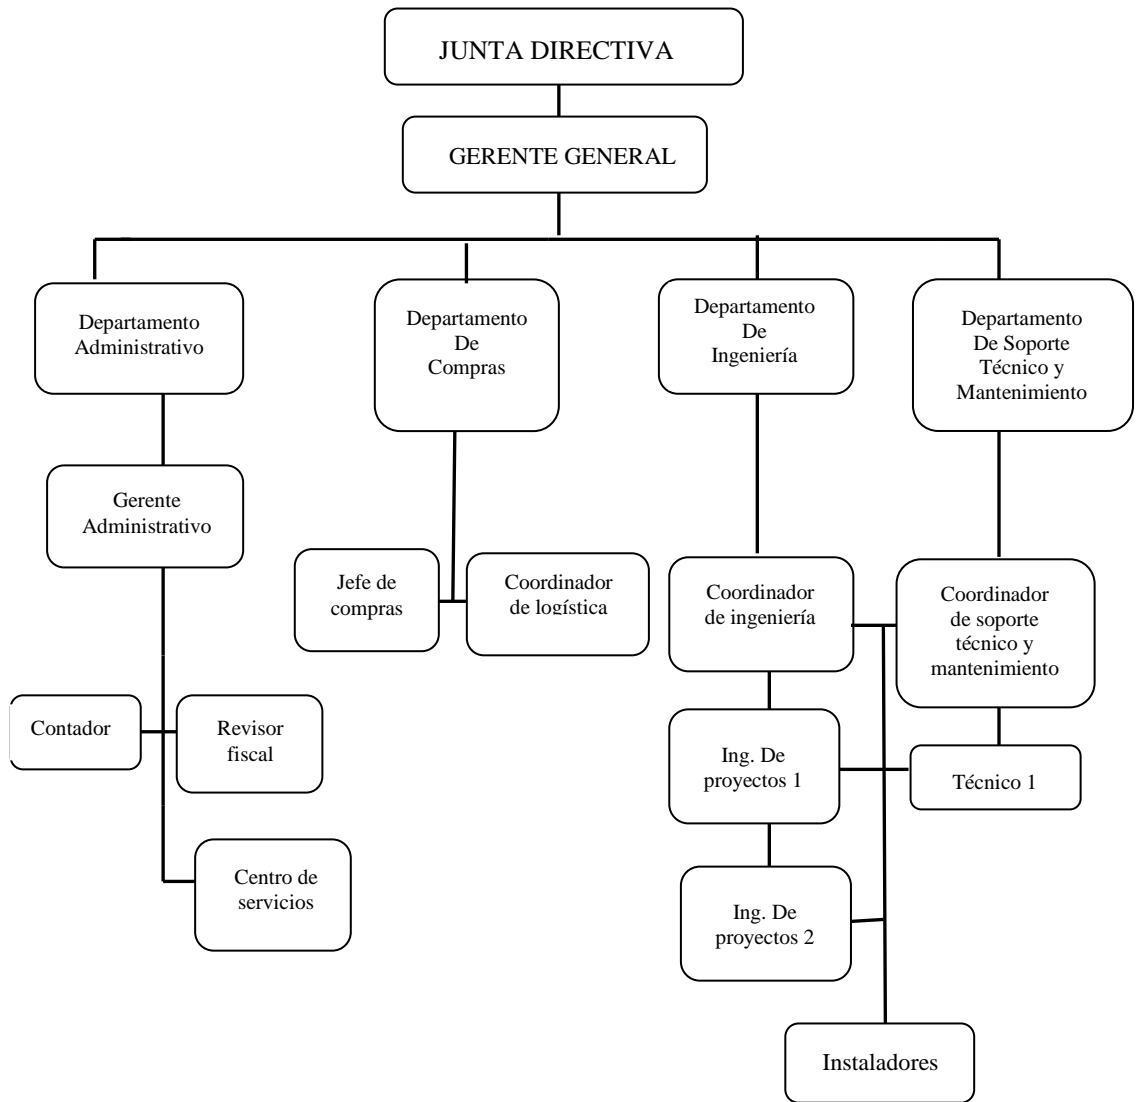 JUNTA DIRECTIVA
GERENTE GENERAL
Departamento
Administrativo
Departamento
De
Compras
Departamento
De
Ingeniería
Departamento
De Soporte
Técnico y
Mantenimiento
Gerente
Administrativo
Jefe de
compras
Coordinador
de logística
Coordinador
de ingeniería
Coordinador
de soporte
técnico y
mantenimiento
Contador
Revisor
fiscal
Ing. De
proyectos 1
Técnico 1
Centro de
servicios
Ing. De
proyectos 2
Instaladores